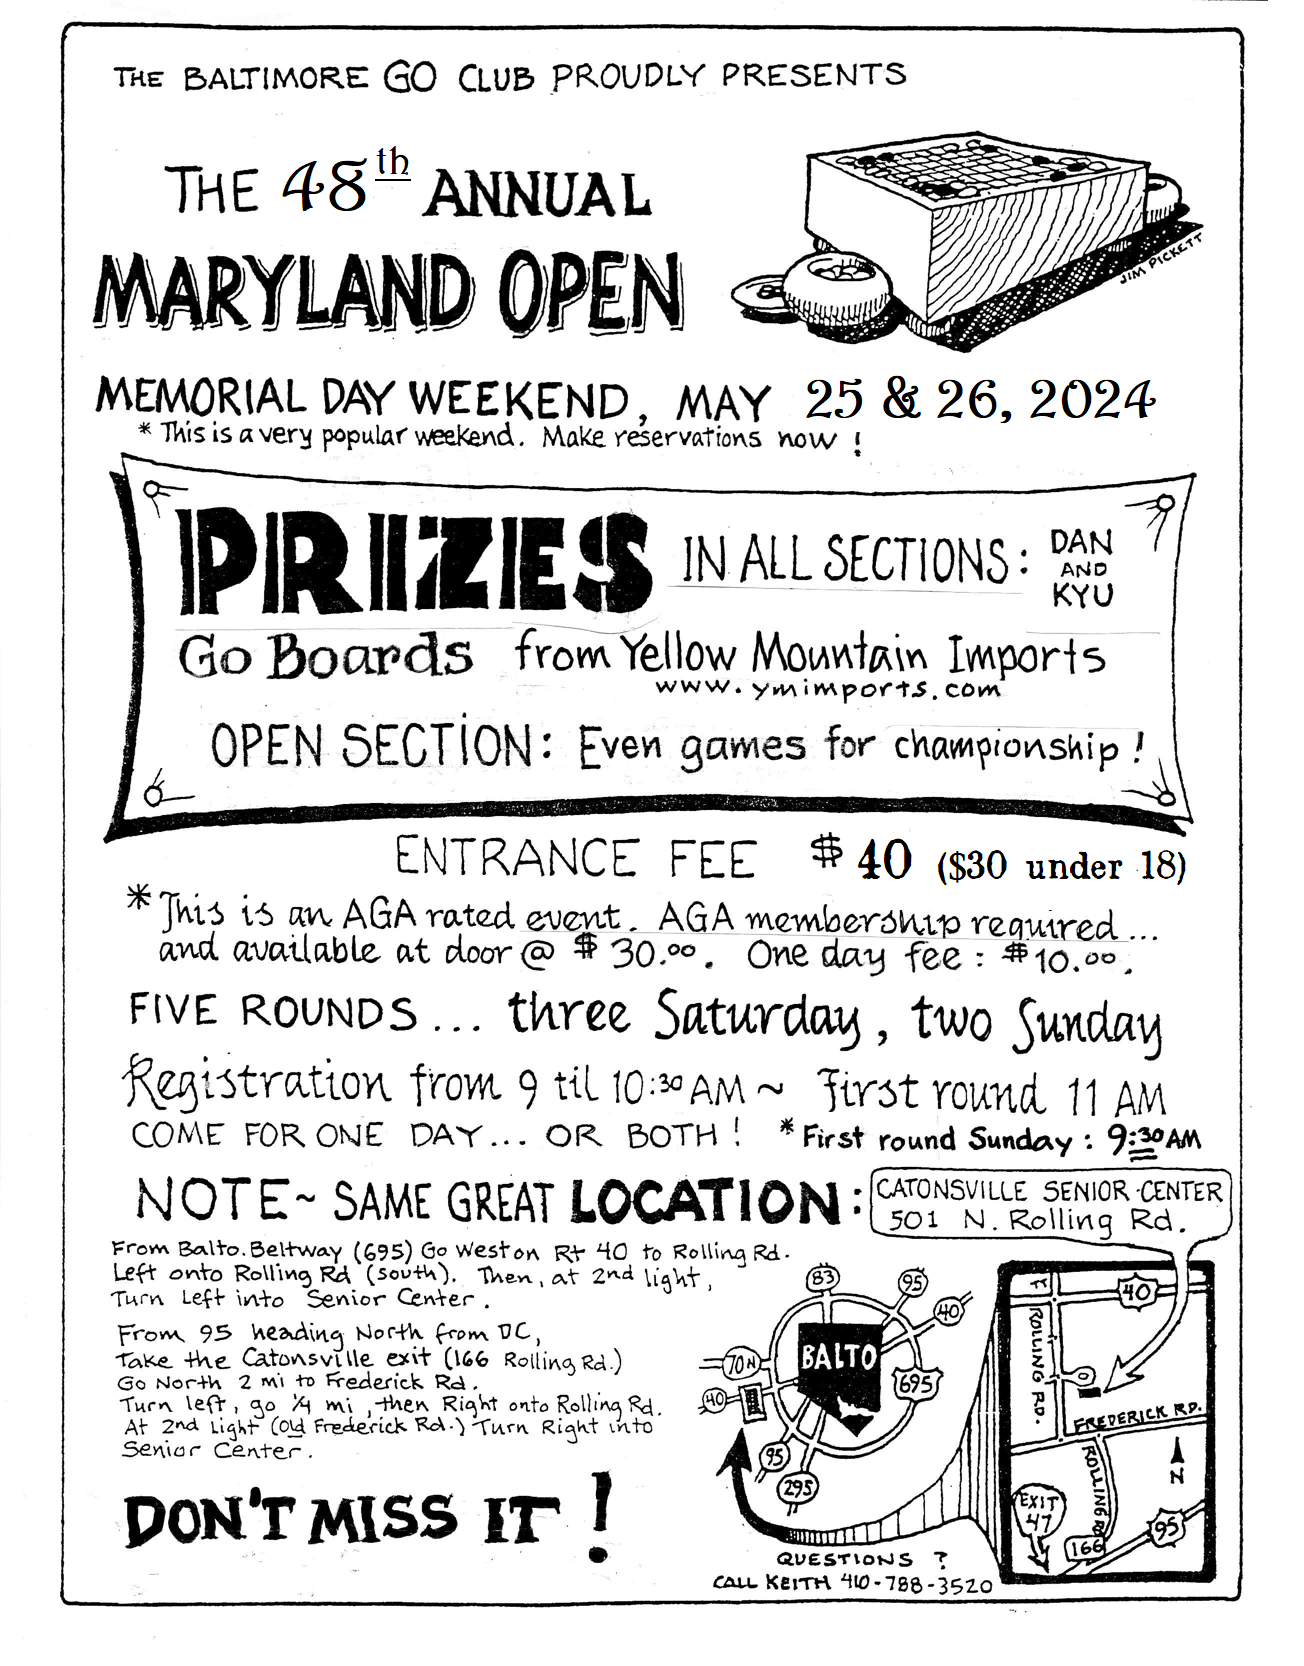 THE BALTIMORE GO CLUB PROUDLY PRESENTS
THE 48th ANNUAL
MARYLAND OPEN
JIM PICKETT
MEMORIAL DAY WEEKEND, MAY 25 & 26, 2024
* This is a very popular weekend. Make reservations now !
PRIZES IN ALL SECTIONS: DAN AND KYU
Go Boards from Yellow Mountain Imports
www.ymimports.com
OPEN SECTION: Even games for championship!
ENTRANCE FEE $40 ($30 under 18)
* This is an AGA rated event. AGA membership required...
and available at door @ $30.00. One day fee: $10.00.
FIVE ROUNDS... three Saturday, two Sunday
Registration from 9 til 10:30 AM ~ First round 11 AM
COME FOR ONE DAY... OR BOTH! * First round Sunday: 9:30 AM
NOTE~ SAME GREAT LOCATION:
CATONSVILLE SENIOR CENTER
501 N. Rolling Rd.
From Balto. Beltway (695) Go West on Rt 40 to Rolling Rd.
Left onto Rolling Rd (south). Then, at 2nd light,
Turn Left into Senior Center.
From 95 heading North from DC,
Take the Catonsville exit (166 Rolling Rd.)
Go North 2 mi to Frederick Rd.
Turn left, go 1/4 mi, then Right onto Rolling Rd.
At 2nd Light (Old Frederick Rd.) Turn Right into
Senior Center.
DON'T MISS IT!
83
95
40
70N
BALTO
695
40
95
295
40
ROLLING RD.
FREDERICK RD.
ROLLING RD
N
EXIT 47
166
95
QUESTIONS ?
CALL KEITH 410-788-3520